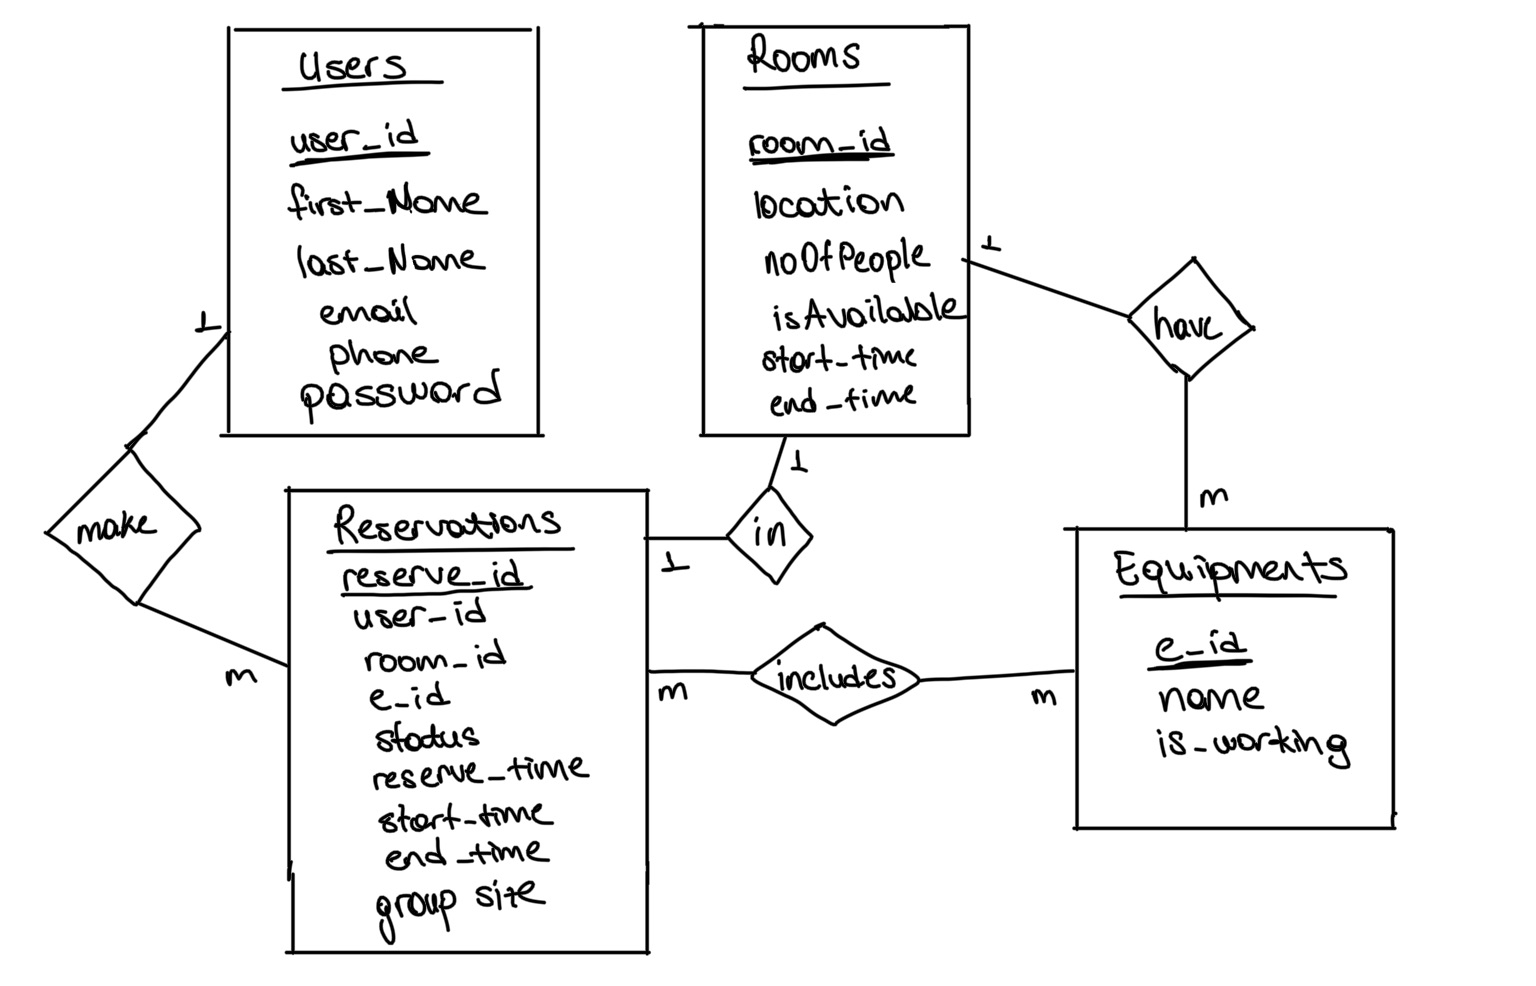 Users
user_id
first_Name
last_Name
email
phone
password
1
make
m
Rooms
room_id
location
noOfPeople
isAvailable
start_time
end_time
1
have
m
1
in
1
Reservations
reserve_id
user_id
room_id
e_id
status
reserve_time
start_time
end_time
group size
m
includes
m
Equipments
e_id
name
is_working